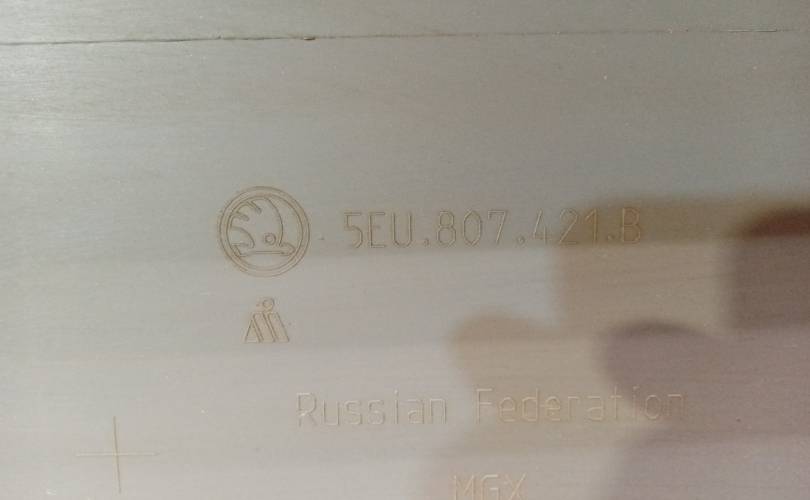 5EU.807.421.B
Russian Federation
MGX